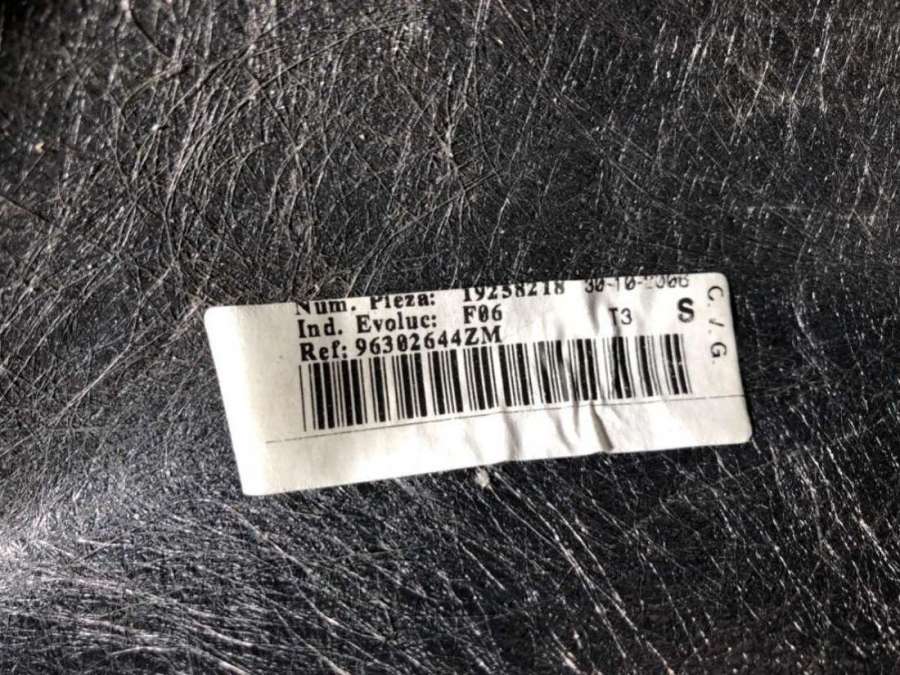 Num. Pieza: 19258218
Ind. Evoluc: F06 T3 S
Ref: 96302644ZM
C.I.G.